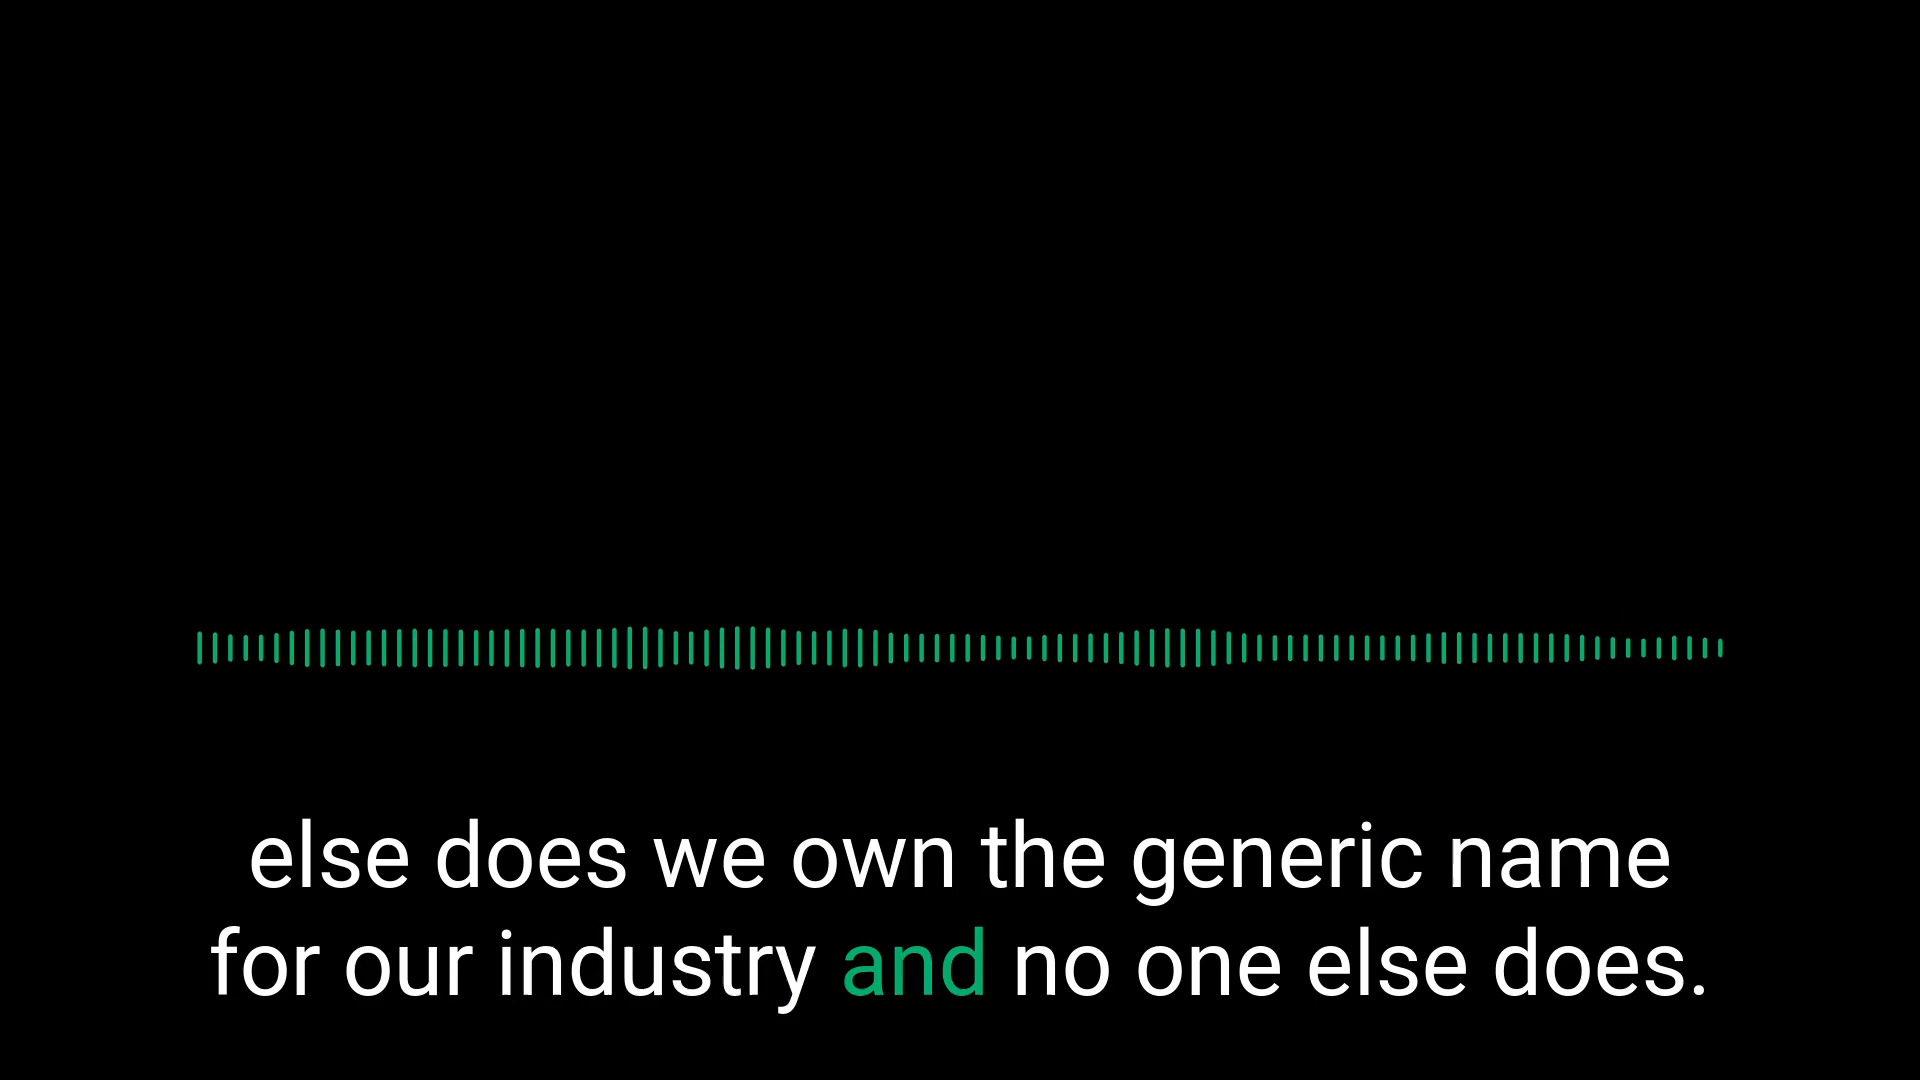 else does we own the generic name
for our industry and no one else does.